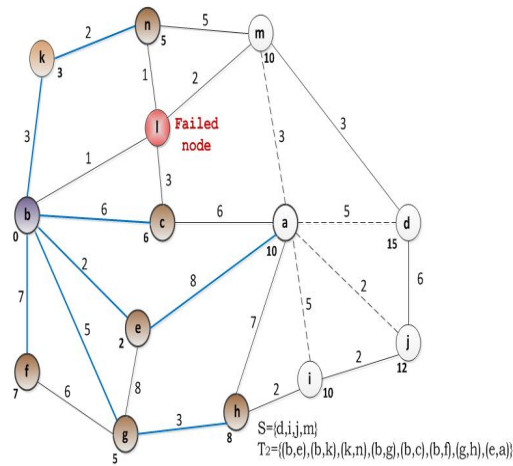 2
n
5
5
m
10
k
3
1
2
l
Failed
node
3
1
3
3
3
b
0
6
c
6
6
a
10
5
d
15
2
8
7
5
e
2
5
2
6
7
8
j
12
f
7
6
2
i
10
2
h
8
3
g
5
S={d,i,j,m}
T2={(b,e),(b,k),(k,n),(b,g),(b,c),(b,f),(g,h),(e,a)}